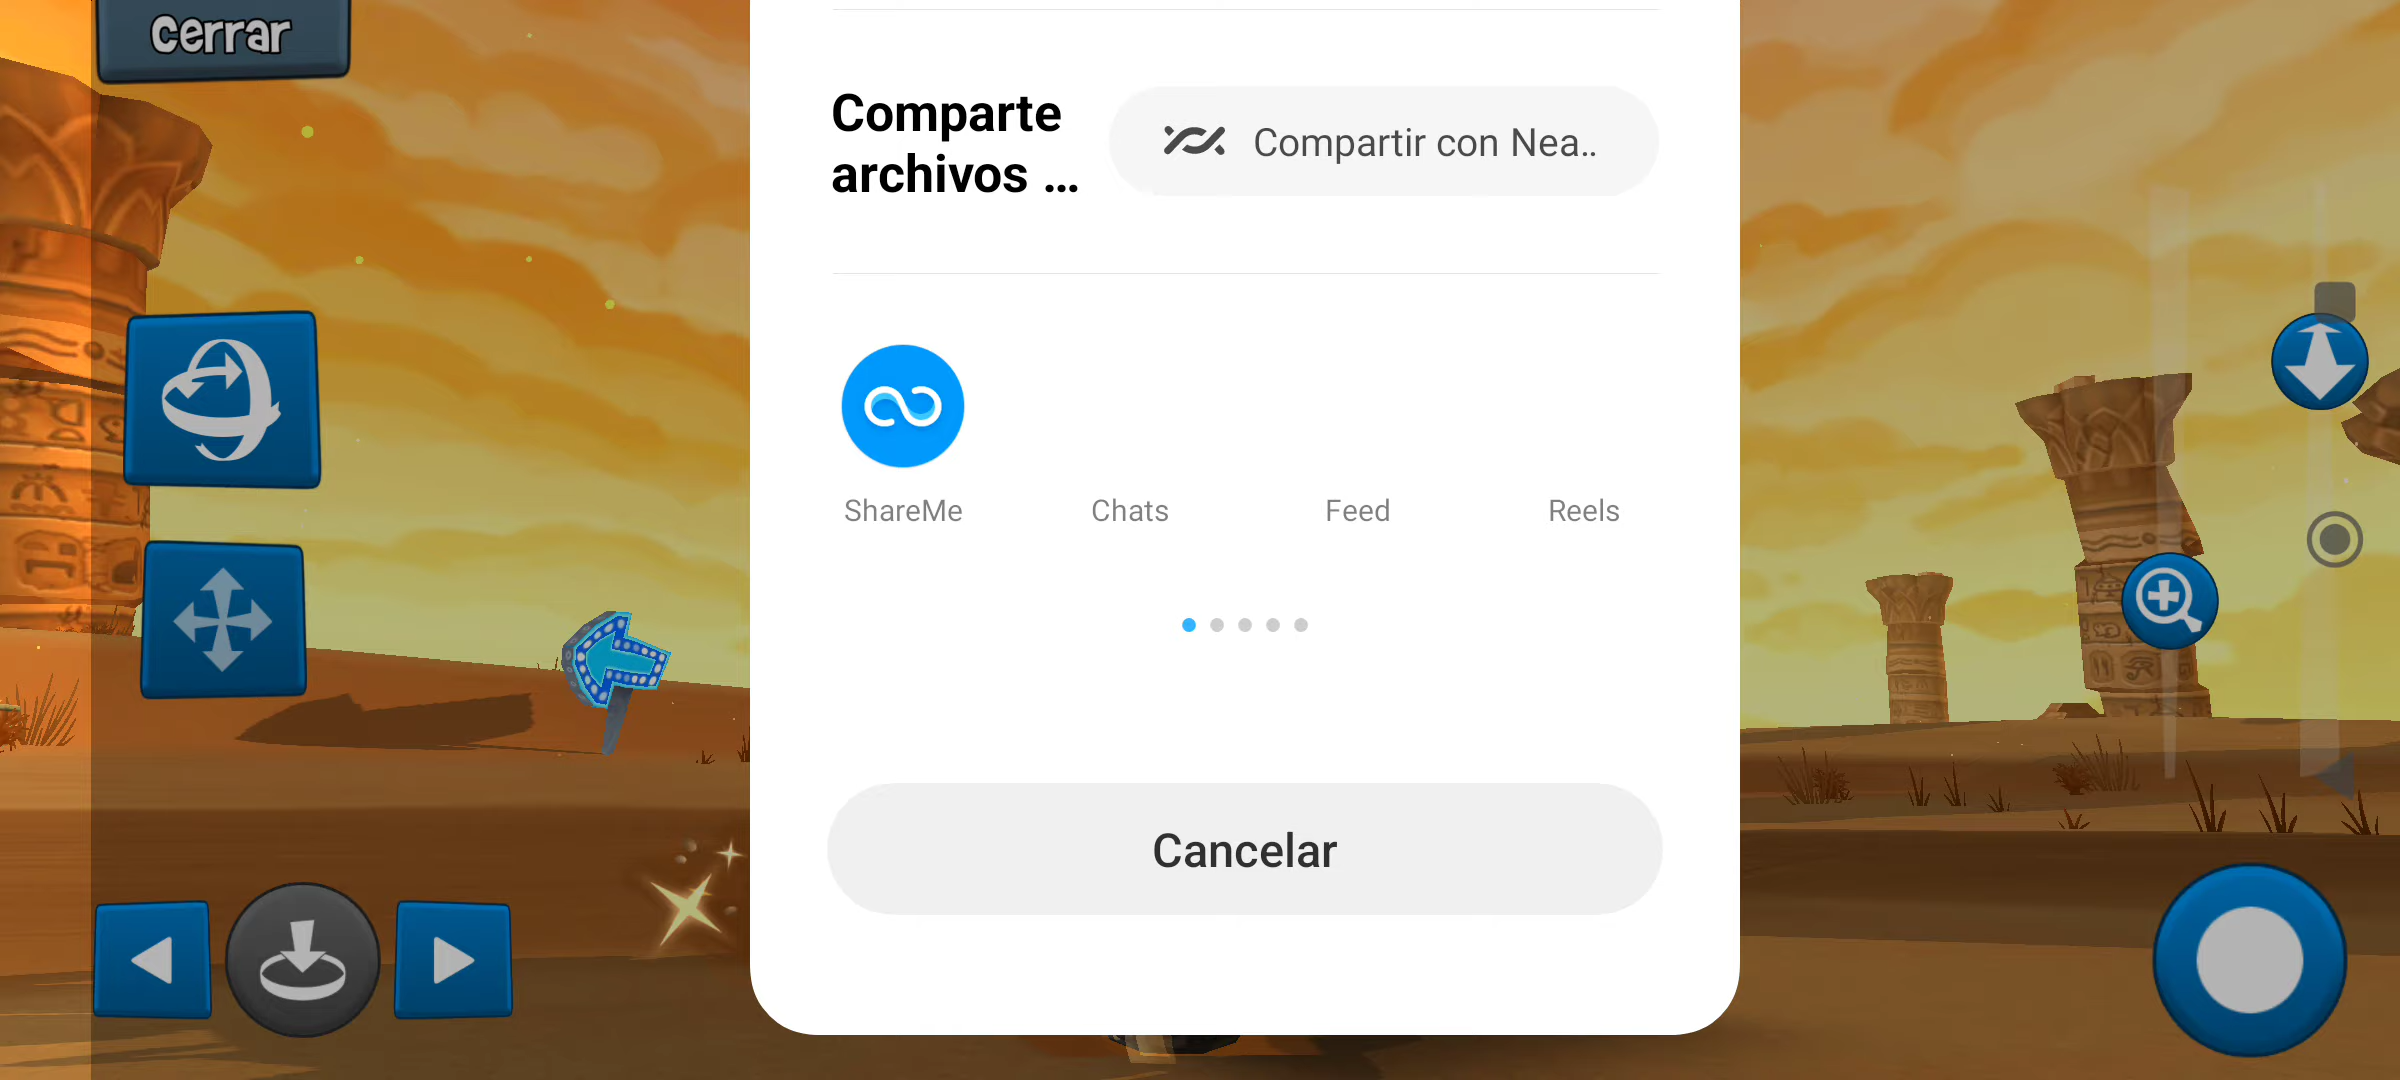 Cerrar
Comparte
archivos ...
Compartir con Nea..
ShareMe
Chats
Feed
Reels
Cancelar